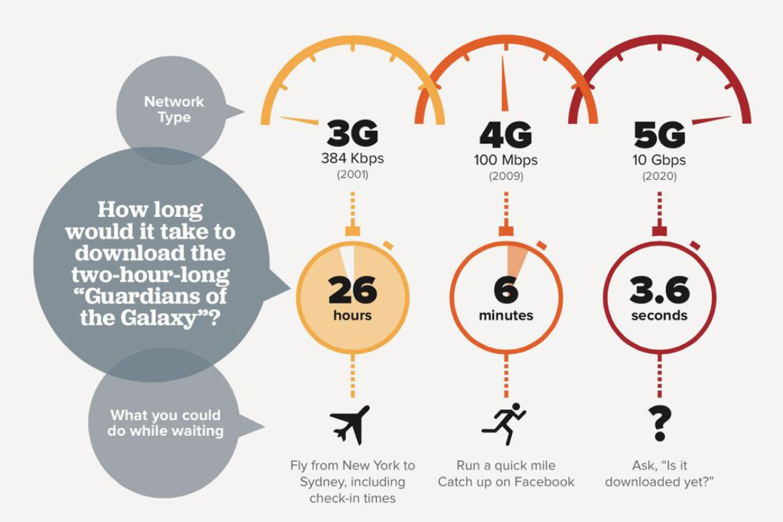 Network
Type
3G
384 Kbps
(2001)
4G
100 Mbps
(2009)
5G
10 Gbps
(2020)
How long
would it take to
download the
two-hour-long
“Guardians of
the Galaxy”?
26
hours
6
minutes
3.6
seconds
What you could
do while waiting
?
Fly from New York to
Sydney, including
check-in times
Run a quick mile
Catch up on Facebook
Ask, “Is it
downloaded yet?”